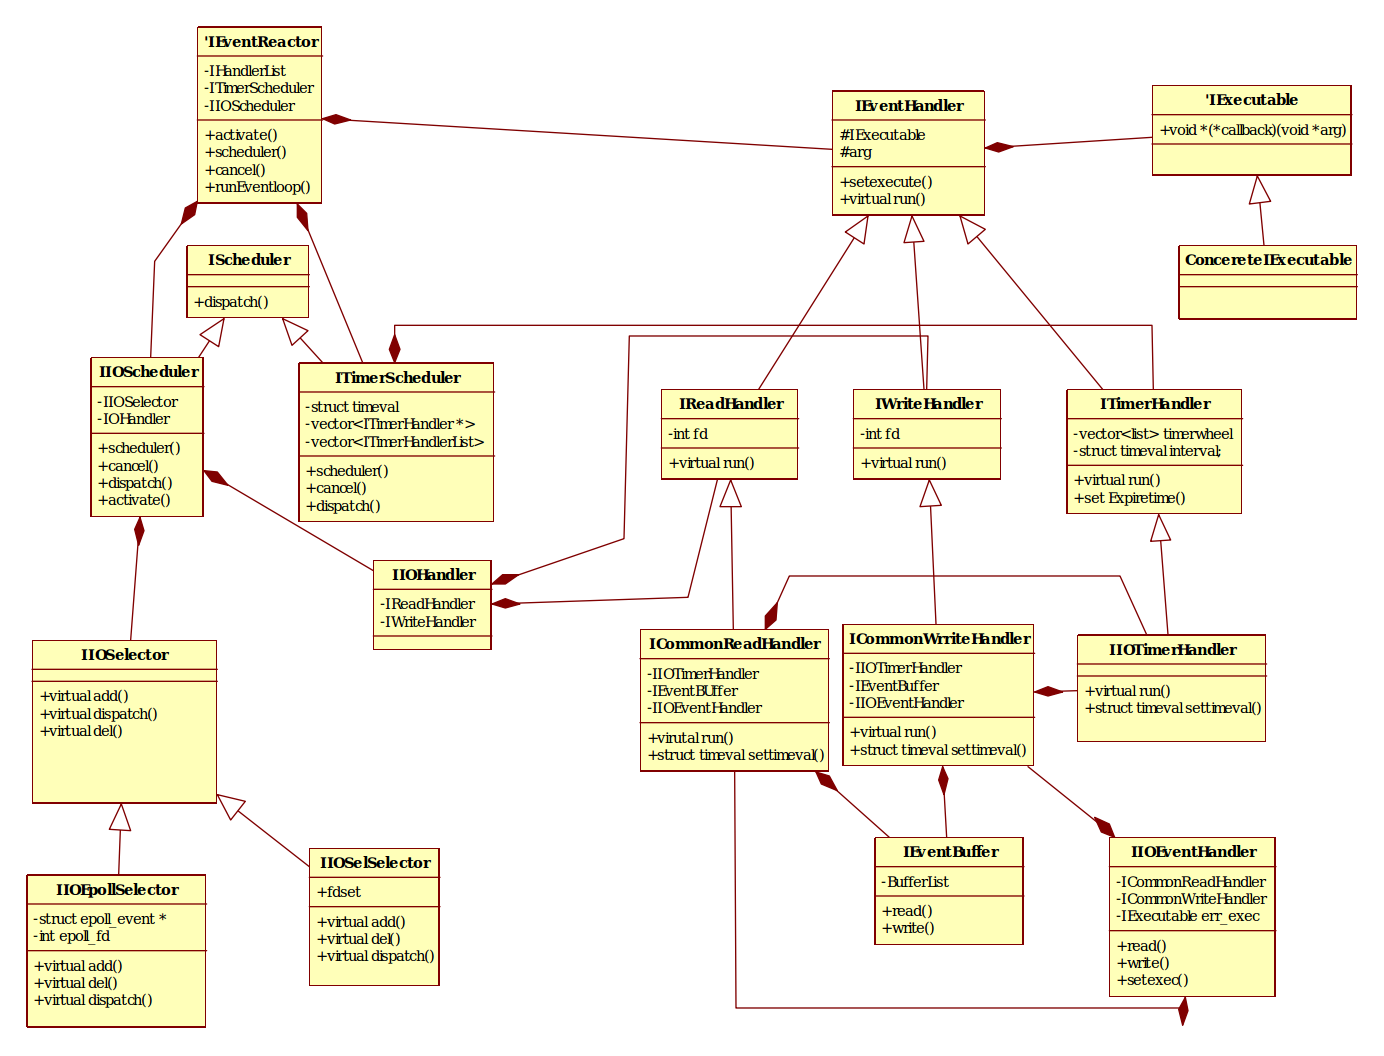 'IEventReactor
-IHandlerList
-ITimerScheduler
-IIOScheduler
+activate()
+scheduler()
+cancel()
+runEventloop()
IEventHandler
#IExecutable
#arg
+setexecute()
+virtual run()
'IExecutable
+void *(*callback)(void *arg)
ConcreteIExecutable
IScheduler
+dispatch()
IIOScheduler
-IIOSelector
-IOHandler
+scheduler()
+cancel()
+dispatch()
+activate()
ITimerScheduler
-struct timeval
-vector<ITimerHandler *>
-vector<ITimerHandlerList>
+scheduler()
+cancel()
+dispatch()
IReadHandler
-int fd
+virtual run()
IWriteHandler
-int fd
+virtual run()
ITimerHandler
-vector<list> timerwheel
-struct timeval interval;
+virtual run()
+set Expiretime()
IIOHandler
-IReadHandler
-IWriteHandler
IIOSelector
+virtual add()
+virtual dispatch()
+virtual del()
ICommonReadHandler
-IIOTimerHandler
-IEventBUffer
-IIOEventHandler
+virutal run()
+struct timeval settimeval()
ICommonWrriteHandler
-IIOTimerHandler
-IEventBuffer
-IIOEventHandler
+virtual run()
+struct timeval settimeval()
IIOTimerHandler
+virtual run()
+struct timeval settimeval()
IIOEpollSelector
-struct epoll_event *
-int epoll_fd
+virtual add()
+virtual del()
+virtual dispatch()
IIOSelSelector
+fdset
+virtual add()
+virtual del()
+virtual dispatch()
IEventBuffer
-BufferList
+read()
+write()
IIOEventHandler
-ICommonReadHandler
-ICommonWriteHandler
-IExecutable err_exec
+read()
+write()
+setexec()